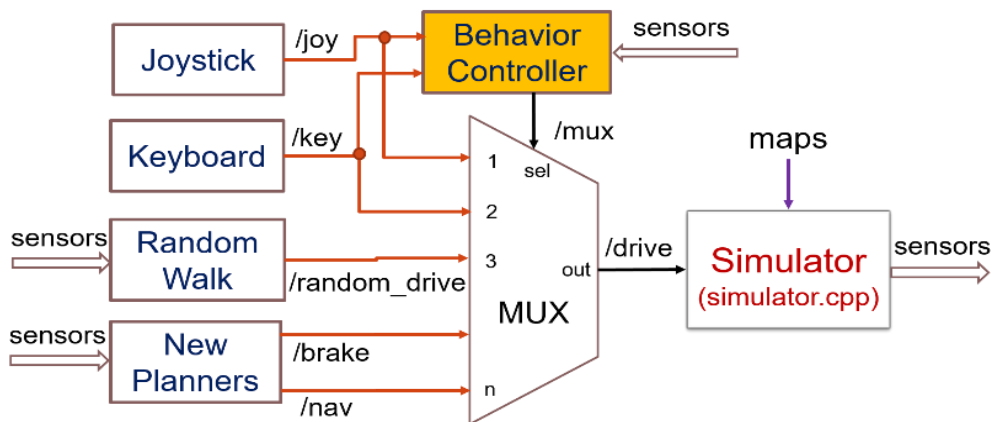 /joy
Behavior
Controller
sensors
Joystick
/key
/mux
Keyboard
1
sel
maps
2
sensors
Random
Walk
3
/random_drive
out
/drive
Simulator
(simulator.cpp)
sensors
MUX
sensors
New
Planners
/brake
n
/nav